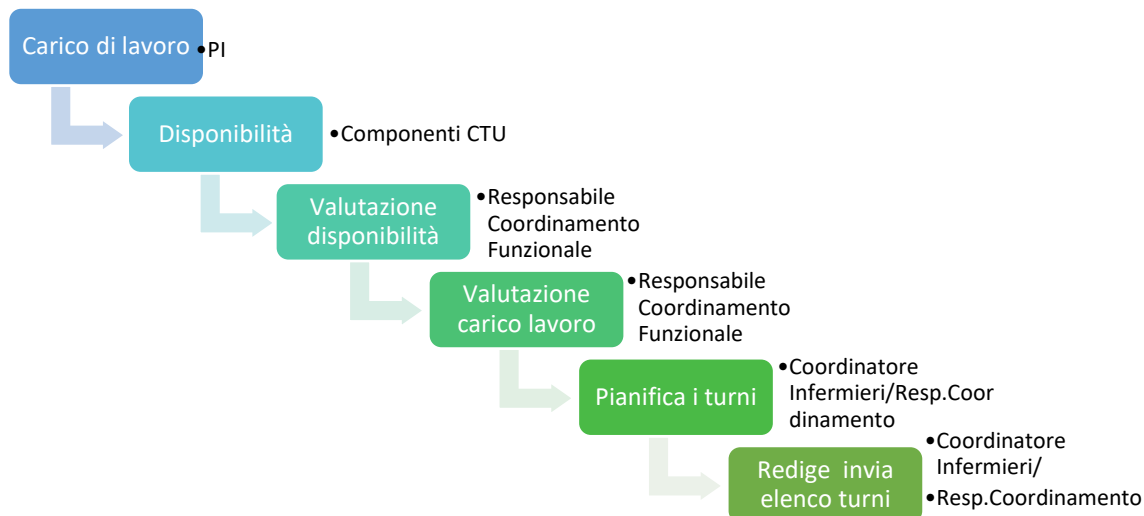 Carico di lavoro
•PI
Disponibilità
•Componenti CTU
Valutazione
disponibilità
•Responsabile
Coordinamento
Funzionale
Valutazione
carico lavoro
•Responsabile
Coordinamento
Funzionale
Pianifica i turni
•Coordinatore
Infermieri/Resp.Coor
dinamento
Redige invia
elenco turni
•Coordinatore
Infermieri/
•Resp.Coordinamento